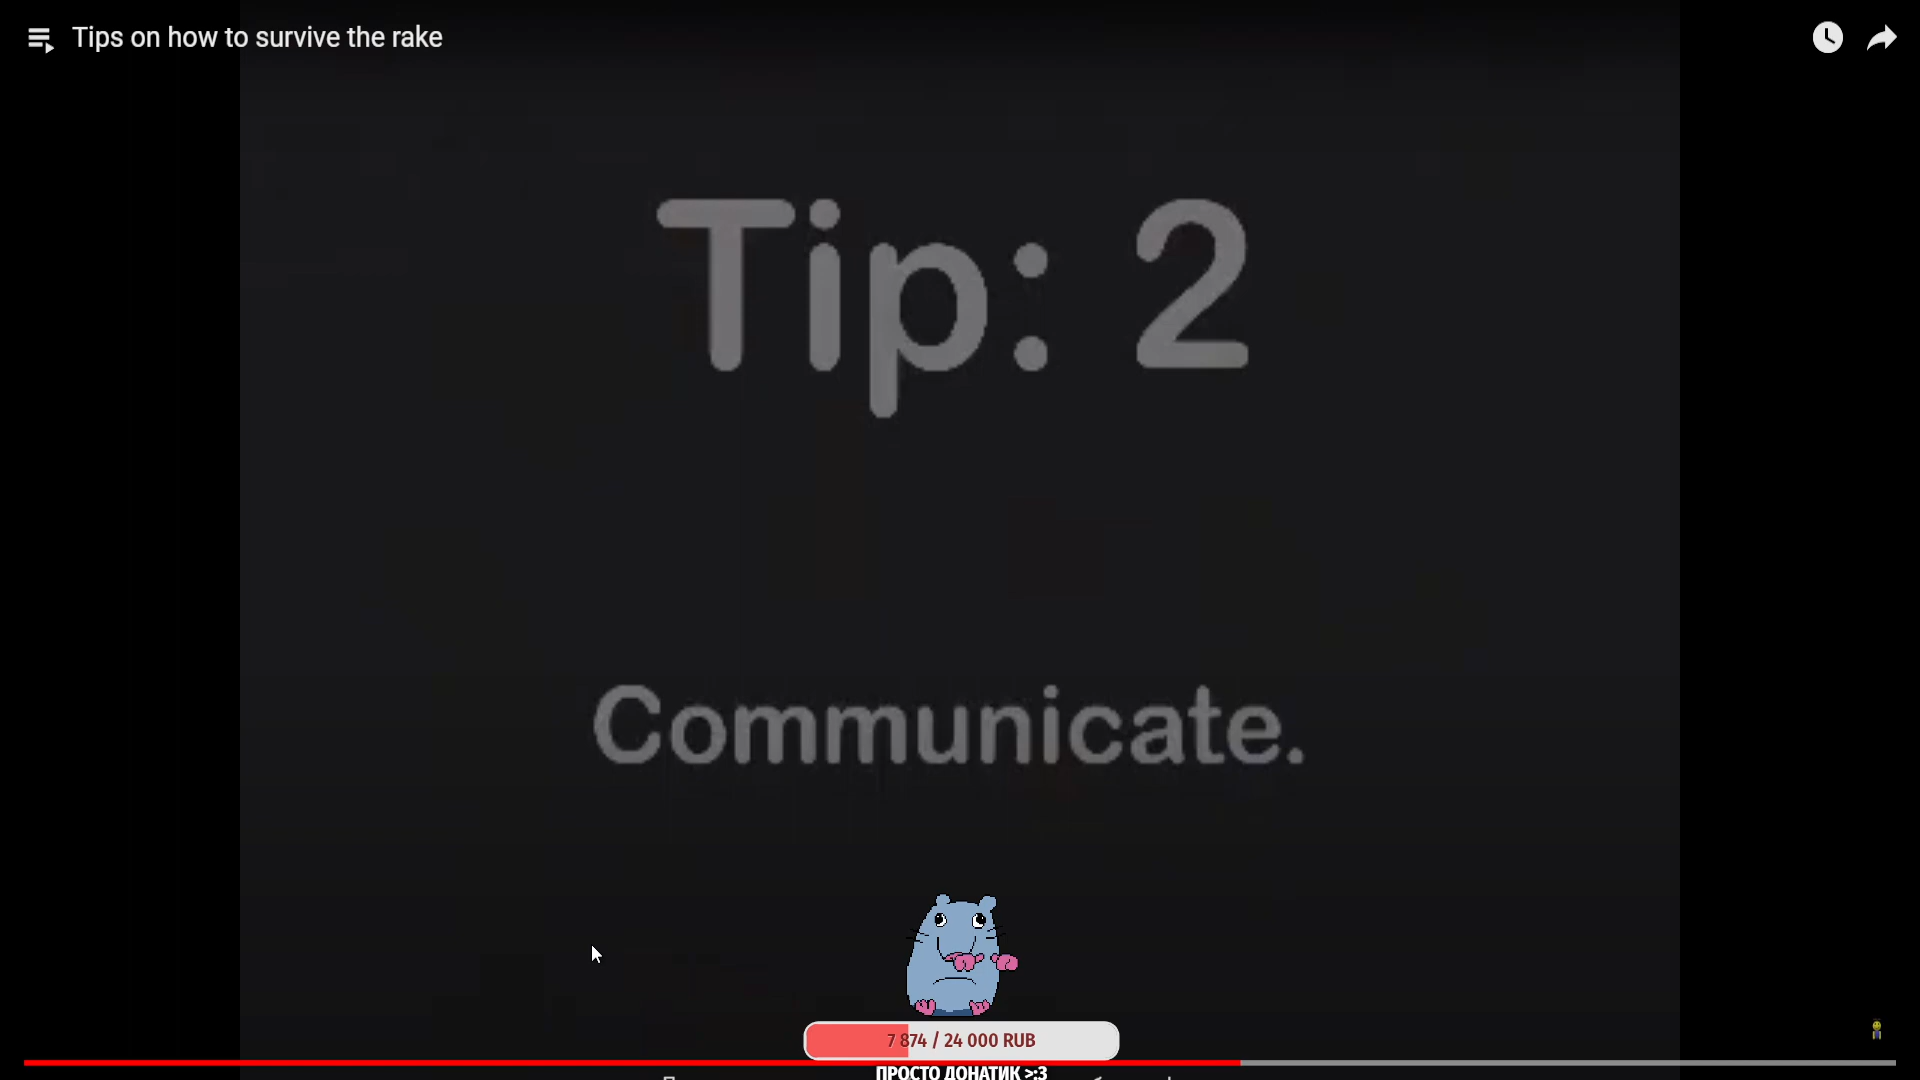 Tips on how to survive the rake
Tip: 2
Communicate.
7 874 / 24 000 RUB
ПРОСТО ДОНАТИК >:3